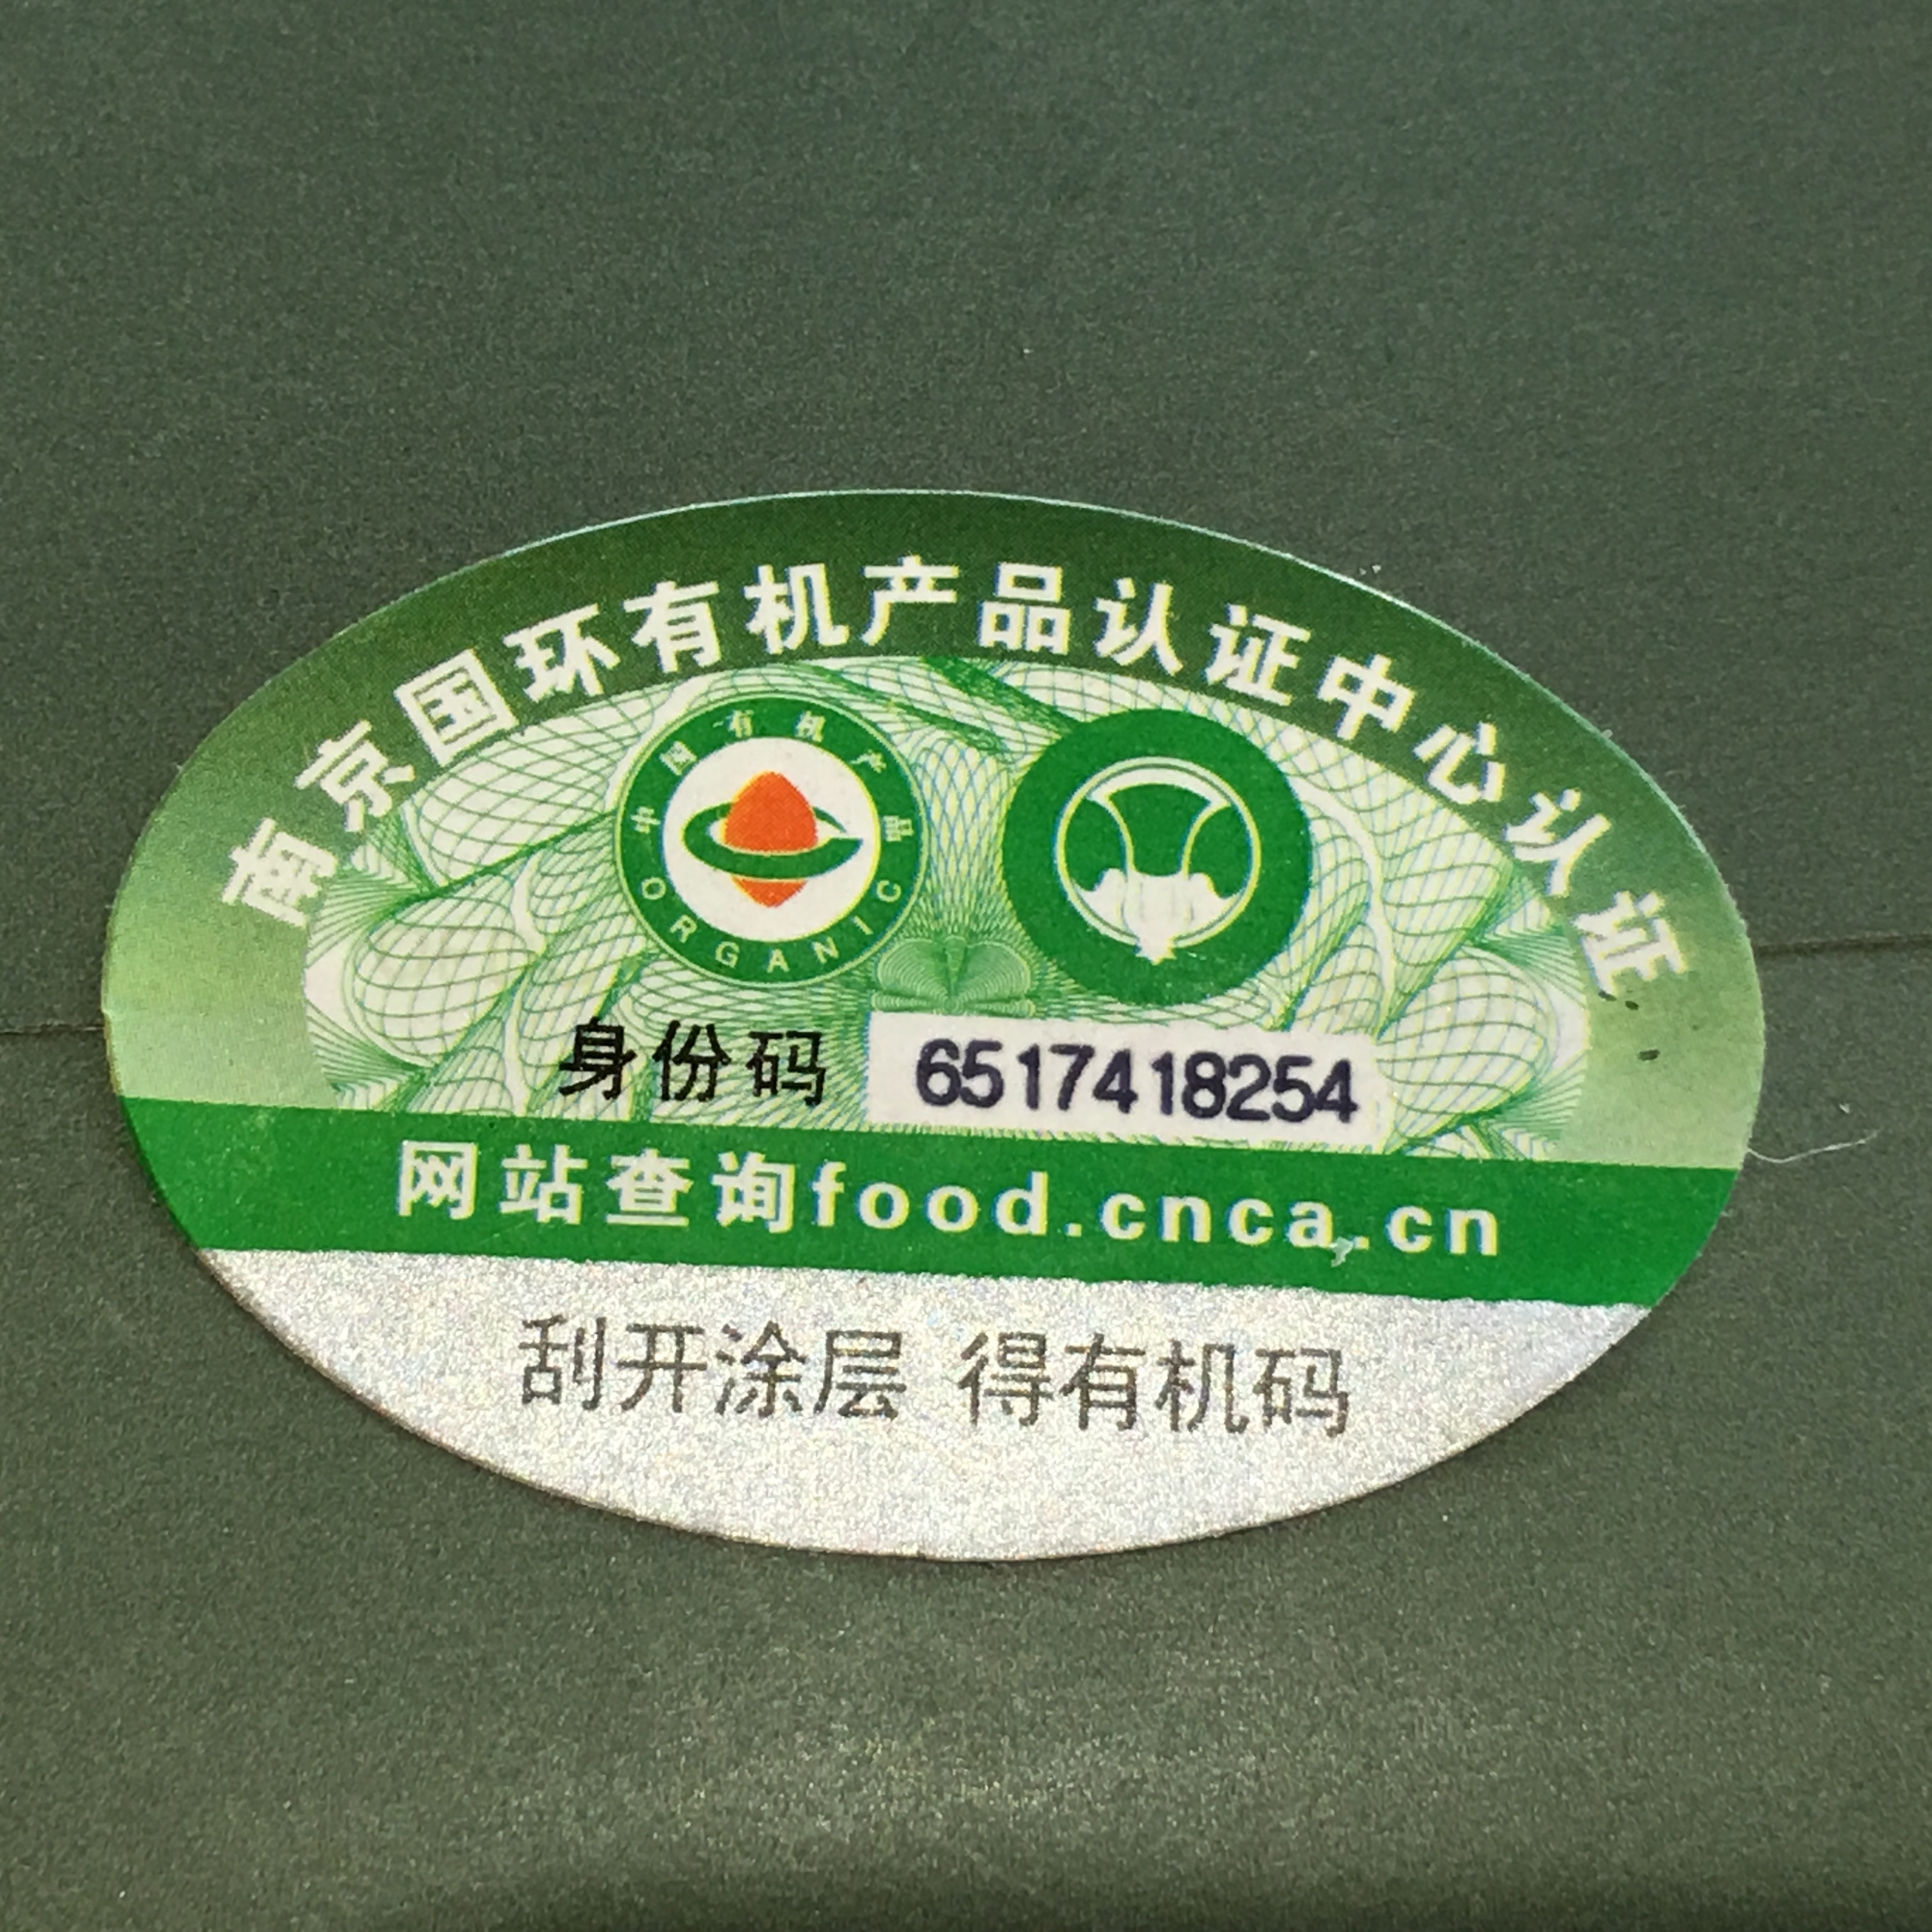 南京国环有机产品认证中心认证
中国有机产品
ORGANIC
身份码 6517418254
网站查询food.cnca.cn
刮开涂层 得有机码